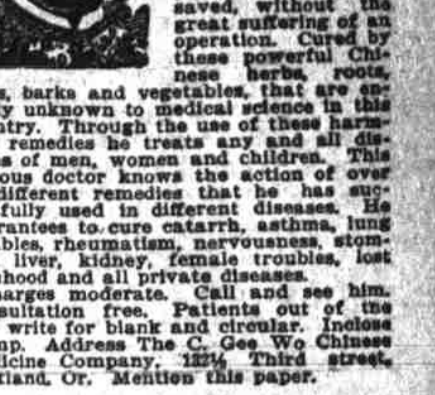 saved, without the
great suffering of an
operation. Cured by
these powerful Chi-
nese herbs, roots,
s, barks and vegetables, that are en-
ly unknown to medical science in this
ntry. Through the use of these harm-
remedies he treats any and all dis-
es of men, women and children. This
ous doctor knows the action of over
different remedies that he has suc-
fully used in different diseases. He
rantees to cure catarrh, asthma, lung
bles, rheumatism, nervousness, stom-
liver, kidney, female troubles, lost
hood and all private diseases.
harges moderate. Call and see him.
sultation free. Patients out of the
write for blank and circular. Inclose
mp. Address The C. Gee Wo Chinese
dicine Company, Third street,
tland, Or. Mention this paper.